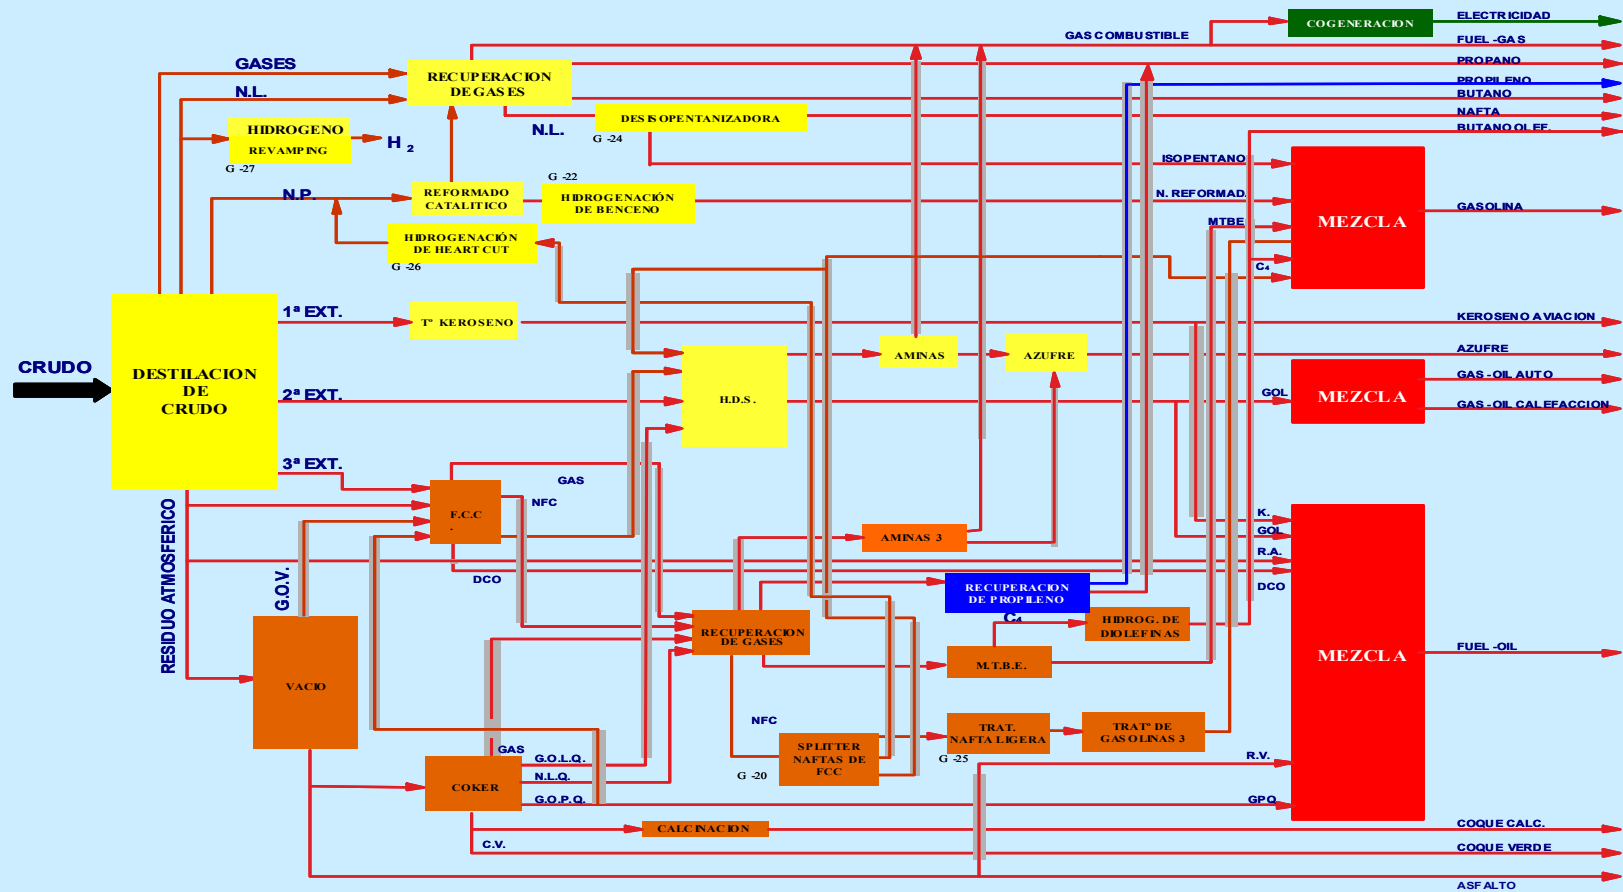 COGENERACION
ELECTRICIDAD
GAS COMBUSTIBLE
FUEL -GAS
GASES
RECUPERACION
DE GASES
PROPANO
PROPILENO
N.L.
BUTANO
N.L.
DESISOPENTANIZADORA
G -24
NAFTA
BUTANO OLEF.
HIDROGENO
REVAMPING
H 2
G -27
ISOPENTANO
N.P.
REFORMADO
CATALITICO
G -22
HIDROGENACIÓN
DE BENCENO
N. REFORMAD.
MTBE
MEZCLA
GASOLINA
HIDROGENACIÓN
DE HEART CUT
G -26
C₄
1ª EXT.
Tº KEROSENO
KEROSENO AVIACION
CRUDO
DESTILACION
DE
CRUDO
AMINAS
AZUFRE
AZUFRE
2ª EXT.
H.D.S.
GOL
MEZCLA
GAS -OIL AUTO
GAS -OIL CALEFACCION
3ª EXT.
RESIDUO ATMOSFERICO
F.C.C
.
GAS
NFC
DCO
AMINAS 3
K.
GOL
R.A.
DCO
G.O.V.
RECUPERACION
DE PROPILENO
C₄
RECUPERACION
DE GASES
HIDROG. DE
DIOLEFINAS
M.T.B.E.
MEZCLA
FUEL -OIL
VACIO
NFC
SPLITTER
NAFTAS DE
FCC
G -20
TRAT.
NAFTA LIGERA
G -25
TRATº DE
GASOLINAS 3
GAS
G.O.L.Q.
N.L.Q.
G.O.P.Q.
COKER
R.V.
GPO
CALCINACION
C.V.
COQUE CALC.
COQUE VERDE
ASFALTO